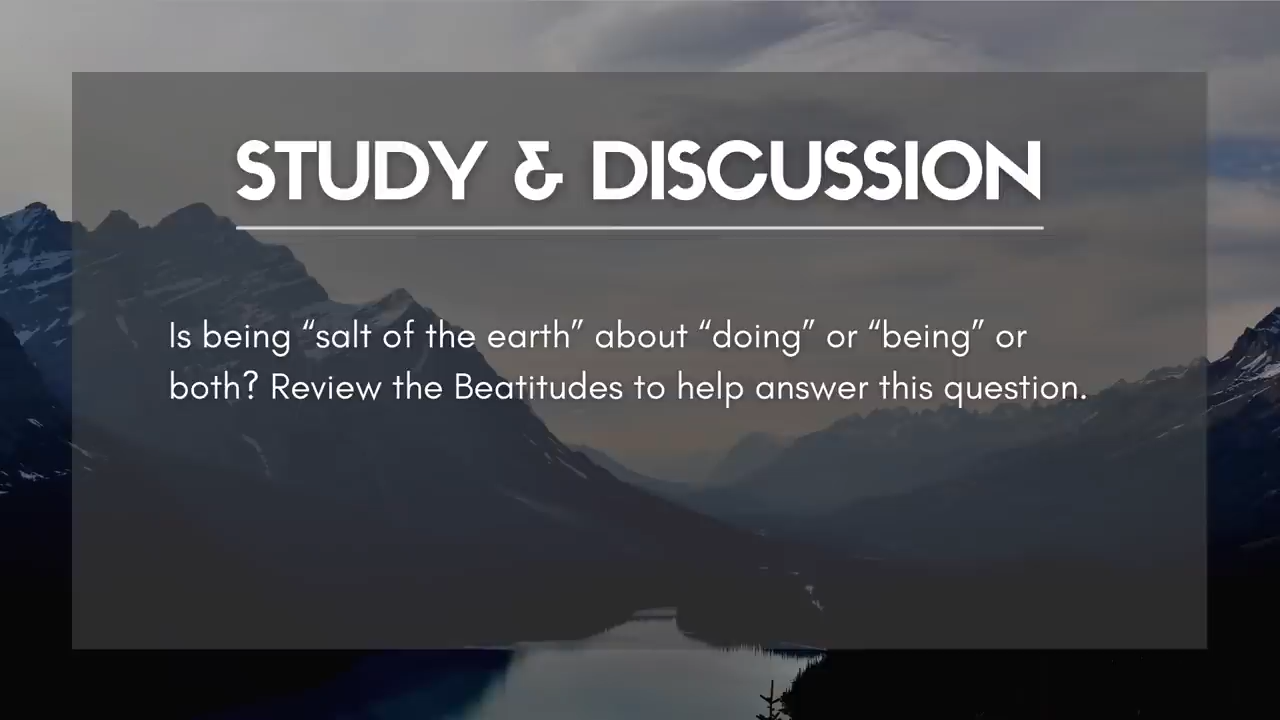 STUDY & DISCUSSION
Is being “salt of the earth” about “doing” or “being” or
both? Review the Beatitudes to help answer this question.